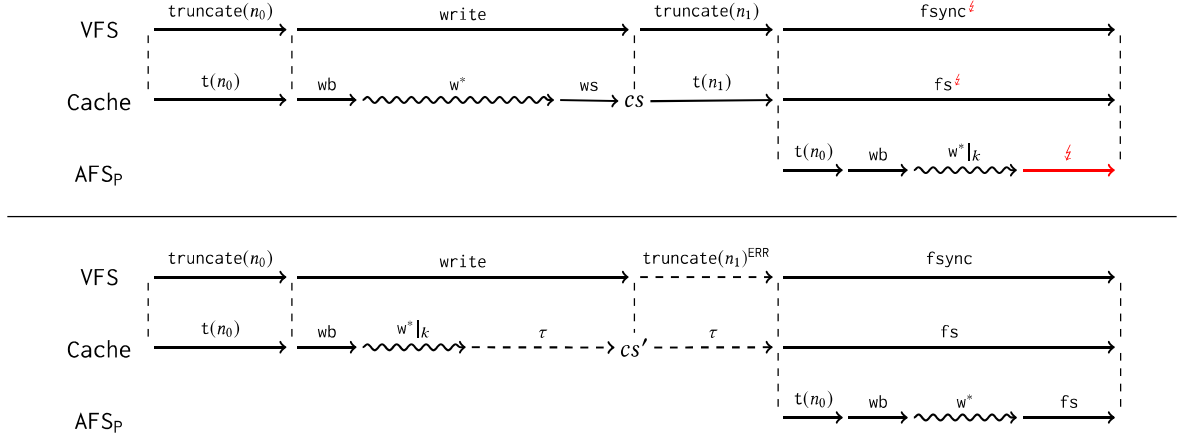 truncate(n₀) write truncate(n₁) fsync⚡
VFS
t(n₀) wb w* ws cs t(n₁) fs⚡
Cache
t(n₀) wb w*|ₖ ⚡
AFSₚ
truncate(n₀) write truncate(n₁)ᴱᴿᴿ fsync
VFS
t(n₀) wb w*|ₖ τ cs′ τ fs
Cache
t(n₀) wb w* fs
AFSₚ